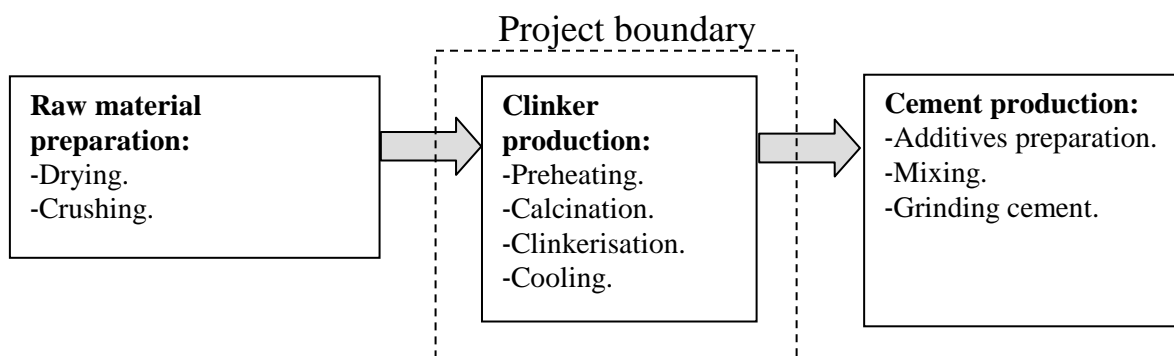 Project boundary
Raw material
preparation:
-Drying.
-Crushing.
Clinker
production:
-Preheating.
-Calcination.
-Clinkerisation.
-Cooling.
Cement production:
-Additives preparation.
-Mixing.
-Grinding cement.